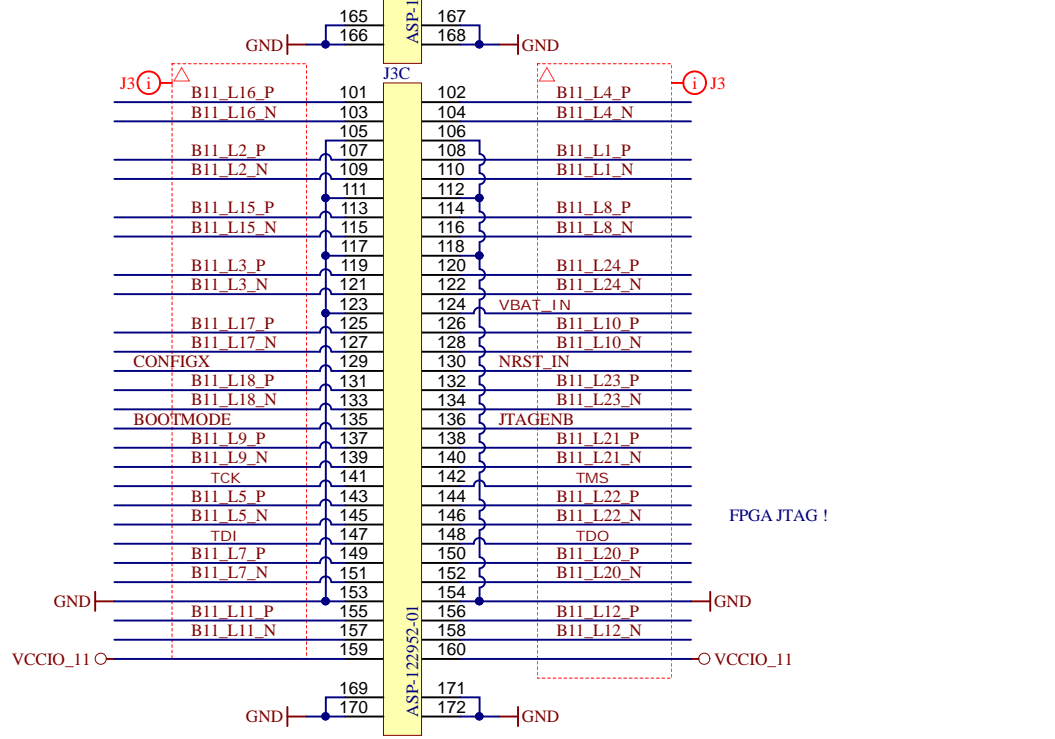 165 ASP-1 167
GND 166 168 GND
J3C
J3 i i J3
B11_L16_P 101 102 B11_L4_P
B11_L16_N 103 104 B11_L4_N
105 106
B11_L2_P 107 108 B11_L1_P
B11_L2_N 109 110 B11_L1_N
111 112
B11_L15_P 113 114 B11_L8_P
B11_L15_N 115 116 B11_L8_N
117 118
B11_L3_P 119 120 B11_L24_P
B11_L3_N 121 122 B11_L24_N
123 124 VBAT_IN
B11_L17_P 125 126 B11_L10_P
B11_L17_N 127 128 B11_L10_N
CONFIGX 129 130 NRST_IN
B11_L18_P 131 132 B11_L23_P
B11_L18_N 133 134 B11_L23_N
BOOTMODE 135 136 JTAGENB
B11_L9_P 137 138 B11_L21_P
B11_L9_N 139 140 B11_L21_N
TCK 141 142 TMS
B11_L5_P 143 144 B11_L22_P
B11_L5_N 145 146 B11_L22_N FPGA JTAG !
TDI 147 148 TDO
B11_L7_P 149 150 B11_L20_P
B11_L7_N 151 152 B11_L20_N
GND 153 154 GND
B11_L11_P 155 156 B11_L12_P
B11_L11_N 157 158 B11_L12_N
VCCIO_11 159 160 VCCIO_11
ASP-122952-01
169 171
GND 170 172 GND